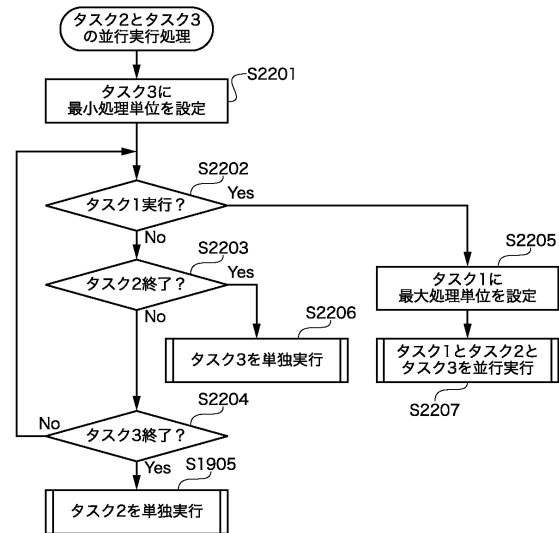 タスク2とタスク3
の並行実行処理
S2201
タスク3に
最小処理単位を設定
S2202
タスク1実行？
Yes
No
S2203
タスク2終了？
Yes
No
S2205
タスク1に
最大処理単位を設定
S2206
タスク3を単独実行
タスク1とタスク2と
タスク3を並行実行
S2207
S2204
No
タスク3終了？
Yes
S1905
タスク2を単独実行